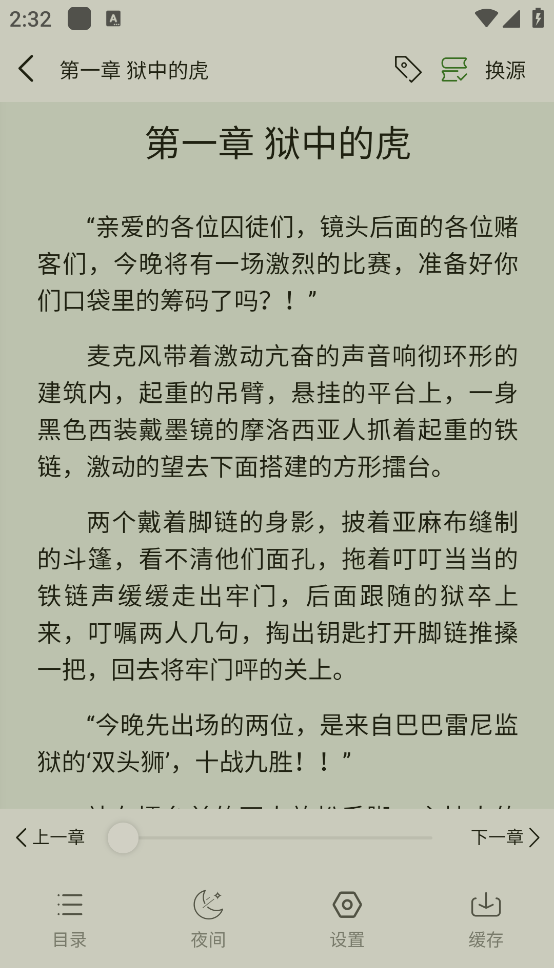 2:32 A
第一章 狱中的虎
换源
第一章 狱中的虎
“亲爱的各位囚徒们，镜头后面的各位赌
客们，今晚将有一场激烈的比赛，准备好你
们口袋里的筹码了吗？！”
麦克风带着激动亢奋的声音响彻环形的
建筑内，起重的吊臂，悬挂的平台上，一身
黑色西装戴墨镜的摩洛西亚人抓着起重的铁
链，激动的望去下面搭建的方形擂台。
两个戴着脚链的身影，披着亚麻布缝制
的斗篷，看不清他们面孔，拖着叮叮当当的
铁链声缓缓走出牢门，后面跟随的狱卒上
来，叮嘱两人几句，掏出钥匙打开脚链推搡
一把，回去将牢门呯的关上。
“今晚先出场的两位，是来自巴巴雷尼监
狱的‘双头狮’，十战九胜！！”
上一章
下一章
目录
夜间
设置
缓存